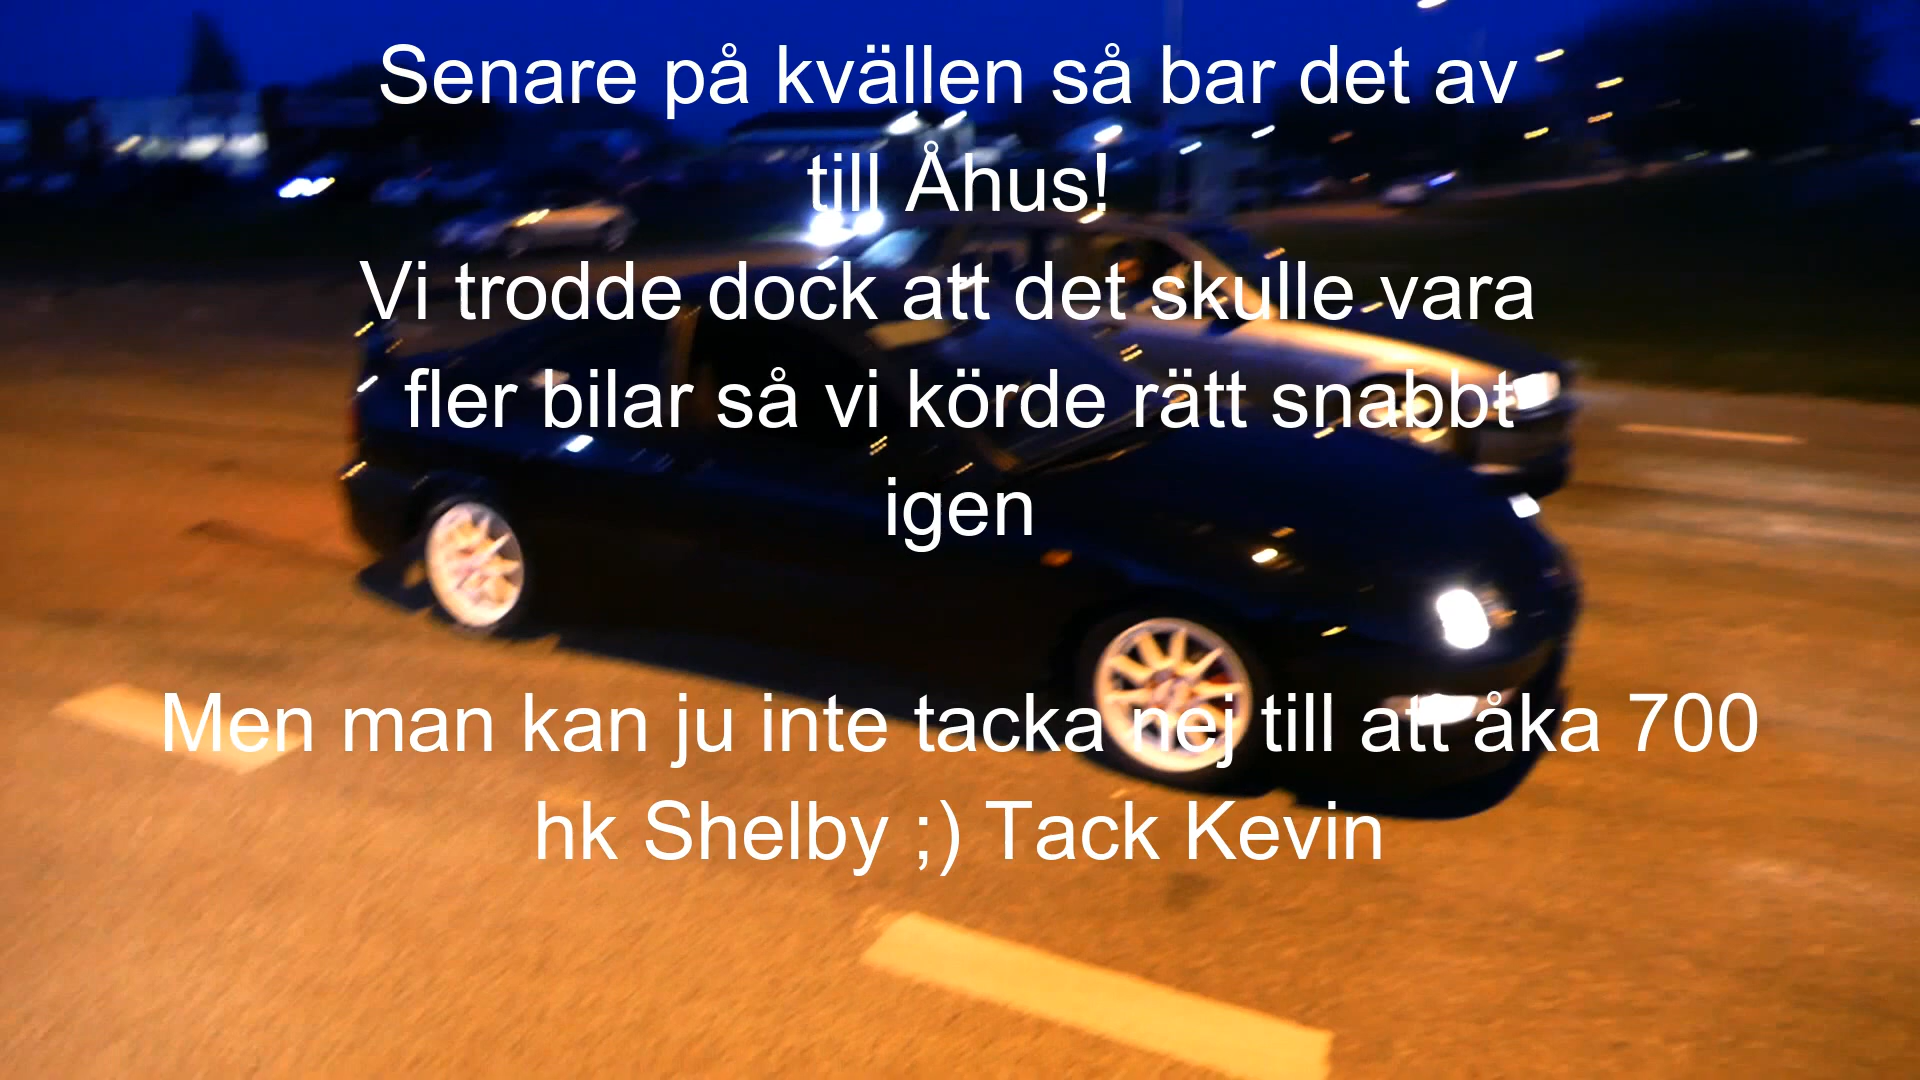 Senare på kvällen så bar det av
till Åhus!
Vi trodde dock att det skulle vara
fler bilar så vi körde rätt snabbt
igen
Men man kan ju inte tacka nej till att åka 700
hk Shelby ;) Tack Kevin